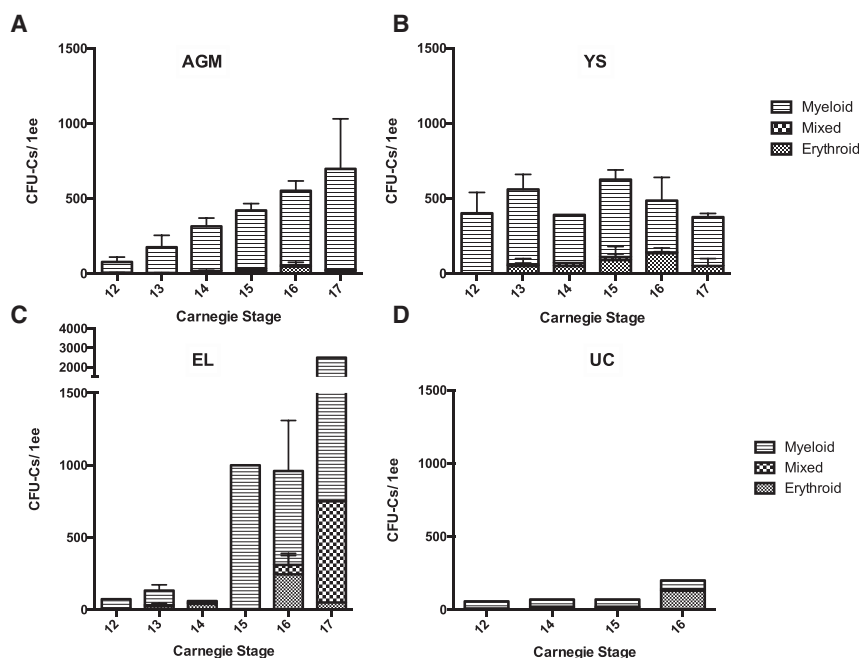 A
AGM
CFU-Cs/ 1ee
1500
1000
500
0
12
13
14
15
16
17
Carnegie Stage
B
YS
CFU-Cs/ 1ee
1500
1000
500
0
12
13
14
15
16
17
Carnegie Stage
Myeloid
Mixed
Erythroid
C
EL
CFU-Cs/ 1ee
4000
3000
2000
1500
1000
500
0
12
13
14
15
16
17
Carnegie Stage
D
UC
CFU-Cs/ 1ee
1500
1000
500
0
12
14
15
16
Carnegie Stage
Myeloid
Mixed
Erythroid